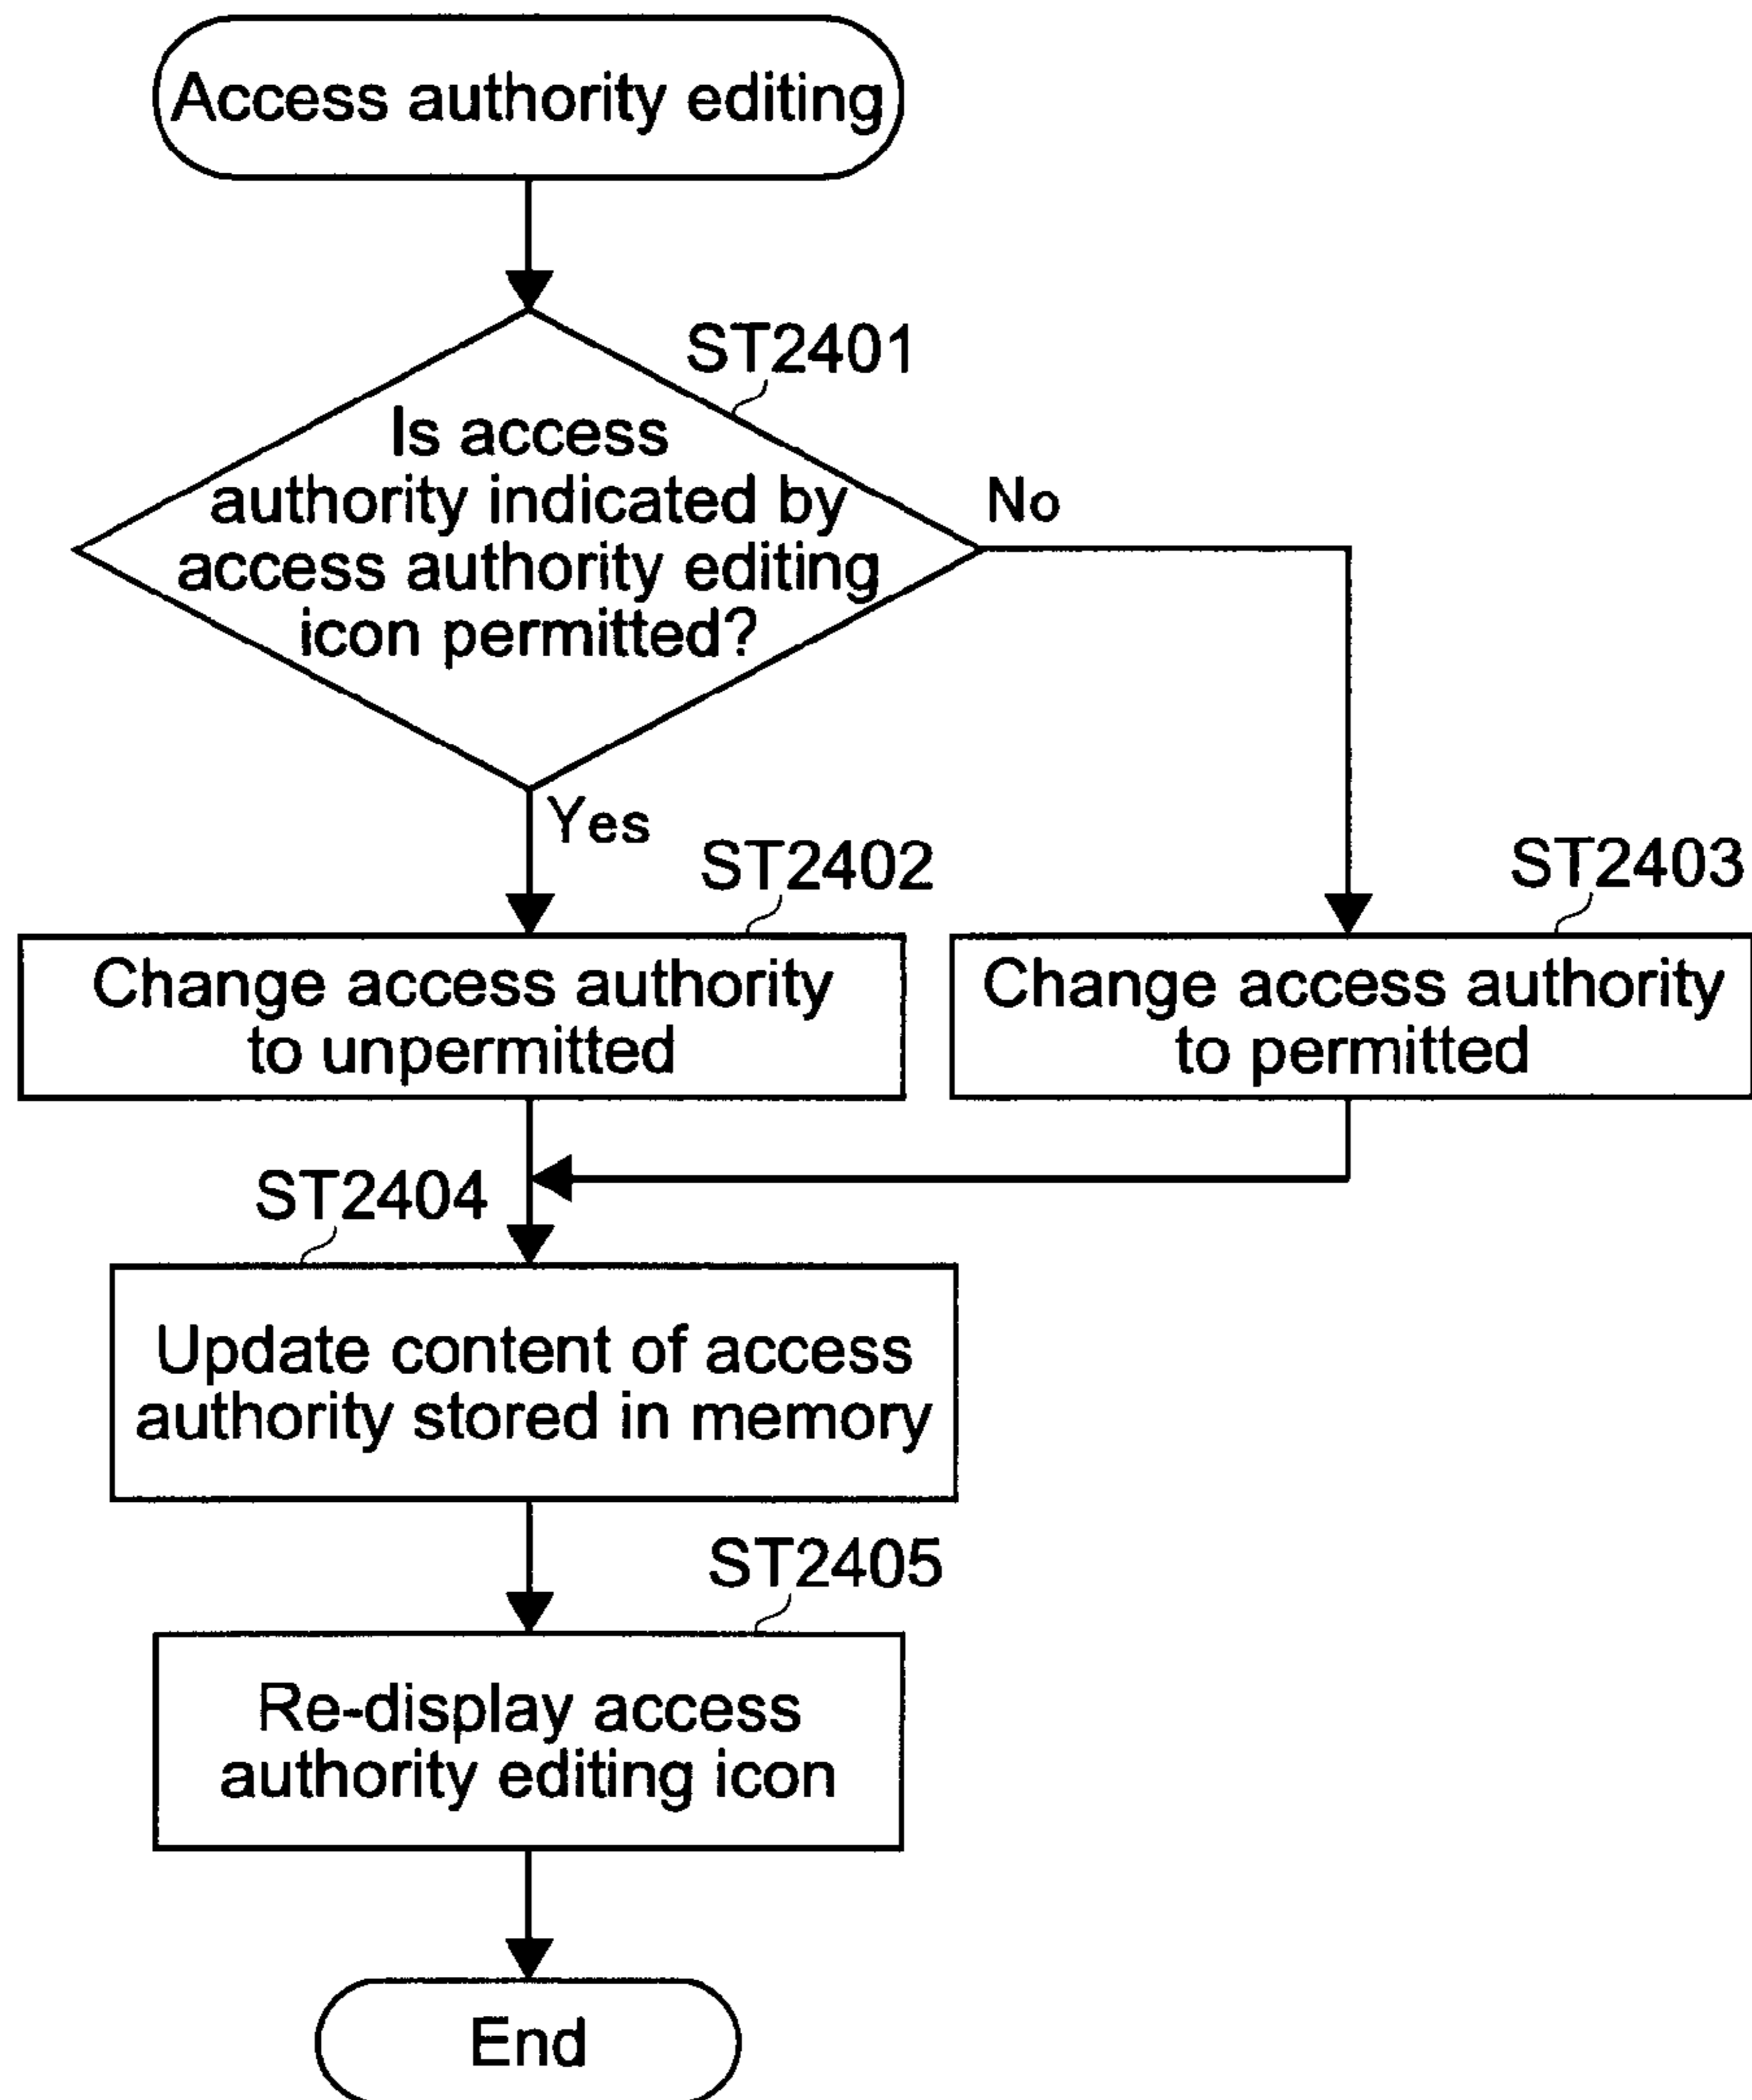 Access authority editing
ST2401
Is access
authority indicated by
access authority editing
icon permitted?
No
Yes
ST2402
Change access authority
to unpermitted
ST2403
Change access authority
to permitted
ST2404
Update content of access
authority stored in memory
ST2405
Re-display access
authority editing icon
End